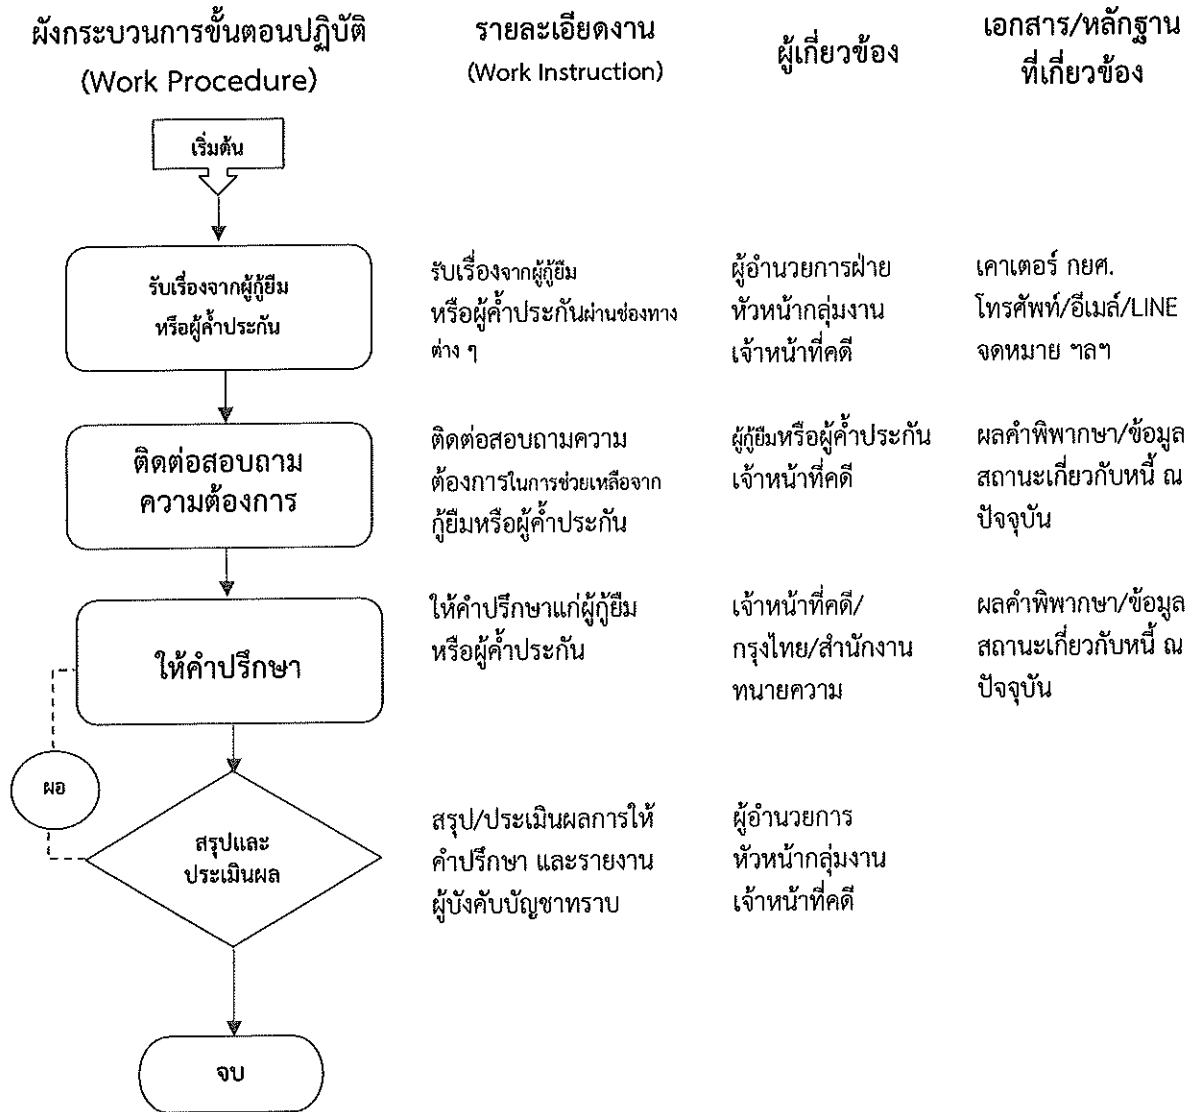 ผังกระบวนการขั้นตอนปฏิบัติ
(Work Procedure)
รายละเอียดงาน
(Work Instruction)
ผู้เกี่ยวข้อง
เอกสาร/หลักฐาน
ที่เกี่ยวข้อง
เริ่มต้น
รับเรื่องจากผู้กู้ยืม
หรือผู้ค้ำประกัน
รับเรื่องจากผู้กู้ยืม
หรือผู้ค้ำประกันผ่านช่องทาง
ต่าง ๆ
ผู้อำนวยการฝ่าย
หัวหน้ากลุ่มงาน
เจ้าหน้าที่คดี
เคาเตอร์ กยศ.
โทรศัพท์/อีเมล์/LINE
จดหมาย ฯลฯ
ติดต่อสอบถาม
ความต้องการ
ติดต่อสอบถามความ
ต้องการในการช่วยเหลือจาก
กู้ยืมหรือผู้ค้ำประกัน
ผู้กู้ยืมหรือผู้ค้ำประกัน
เจ้าหน้าที่คดี
ผลคำพิพากษา/ข้อมูล
สถานะเกี่ยวกับหนี้ ณ
ปัจจุบัน
ให้คำปรึกษา
ให้คำปรึกษาแก่ผู้กู้ยืม
หรือผู้ค้ำประกัน
เจ้าหน้าที่คดี/
กรุงไทย/สำนักงาน
ทนายความ
ผลคำพิพากษา/ข้อมูล
สถานะเกี่ยวกับหนี้ ณ
ปัจจุบัน
ผอ
สรุปและ
ประเมินผล
สรุป/ประเมินผลการให้
คำปรึกษา และรายงาน
ผู้บังคับบัญชาทราบ
ผู้อำนวยการ
หัวหน้ากลุ่มงาน
เจ้าหน้าที่คดี
จบ